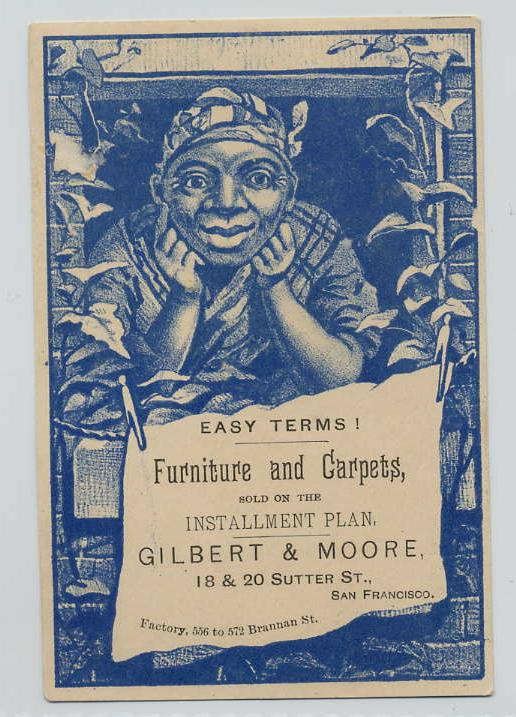 EASY TERMS!
Furniture and Carpets,
SOLD ON THE
INSTALLMENT PLAN,
GILBERT & MOORE,
18 & 20 SUTTER ST.,
SAN FRANCISCO.
Factory, 556 to 572 Brannan St.